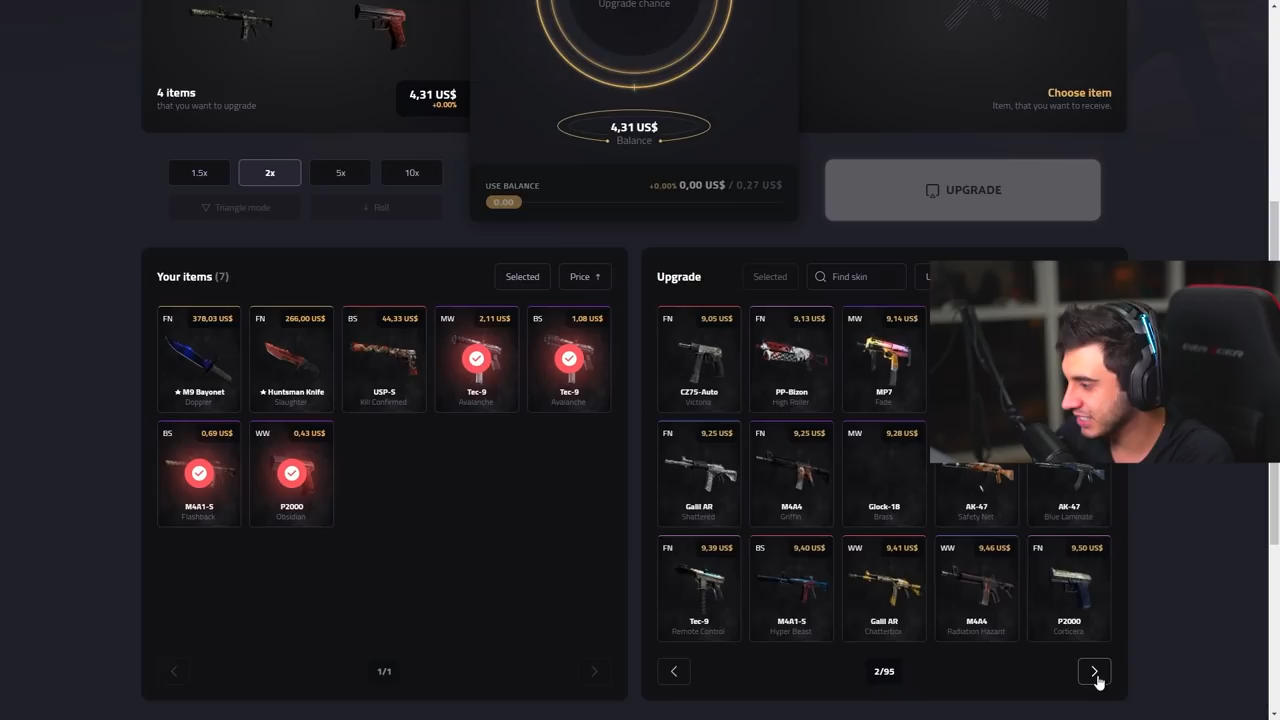 Upgrade chance
4 items
that you want to upgrade
4,31 US$
+0.00%
4,31 US$
Balance
Choose item
Item, that you want to receive.
1.5x
2x
5x
10x
Triangle mode
Roll
USE BALANCE
+0.00% 0,00 US$ / 0,27 US$
0.00
UPGRADE
Your items (7)
Selected
Price
Upgrade
Selected
Find skin
FN 378,03 US$
★ M9 Bayonet
Doppler
FN 266,00 US$
★ Huntsman Knife
Slaughter
BS 44,33 US$
USP-S
Kill Confirmed
MW 2,11 US$
Tec-9
Avalanche
BS 1,08 US$
Tec-9
Avalanche
BS 0,69 US$
M4A1-S
Flashback
WW 0,43 US$
P2000
Obsidian
1/1
FN 9,05 US$
CZ75-Auto
Victoria
FN 9,13 US$
PP-Bizon
High Roller
MW 9,14 US$
MP7
Fade
FN 9,25 US$
Galil AR
Shattered
FN 9,25 US$
M4A4
Griffin
MW 9,28 US$
Glock-18
Brass
AK-47
Safety Net
AK-47
Blue Laminate
FN 9,39 US$
Tec-9
Remote Control
BS 9,40 US$
M4A1-S
Hyper Beast
WW 9,41 US$
Galil AR
Chatterbox
WW 9,46 US$
M4A4
Radiation Hazard
FN 9,50 US$
P2000
Corticera
2/95